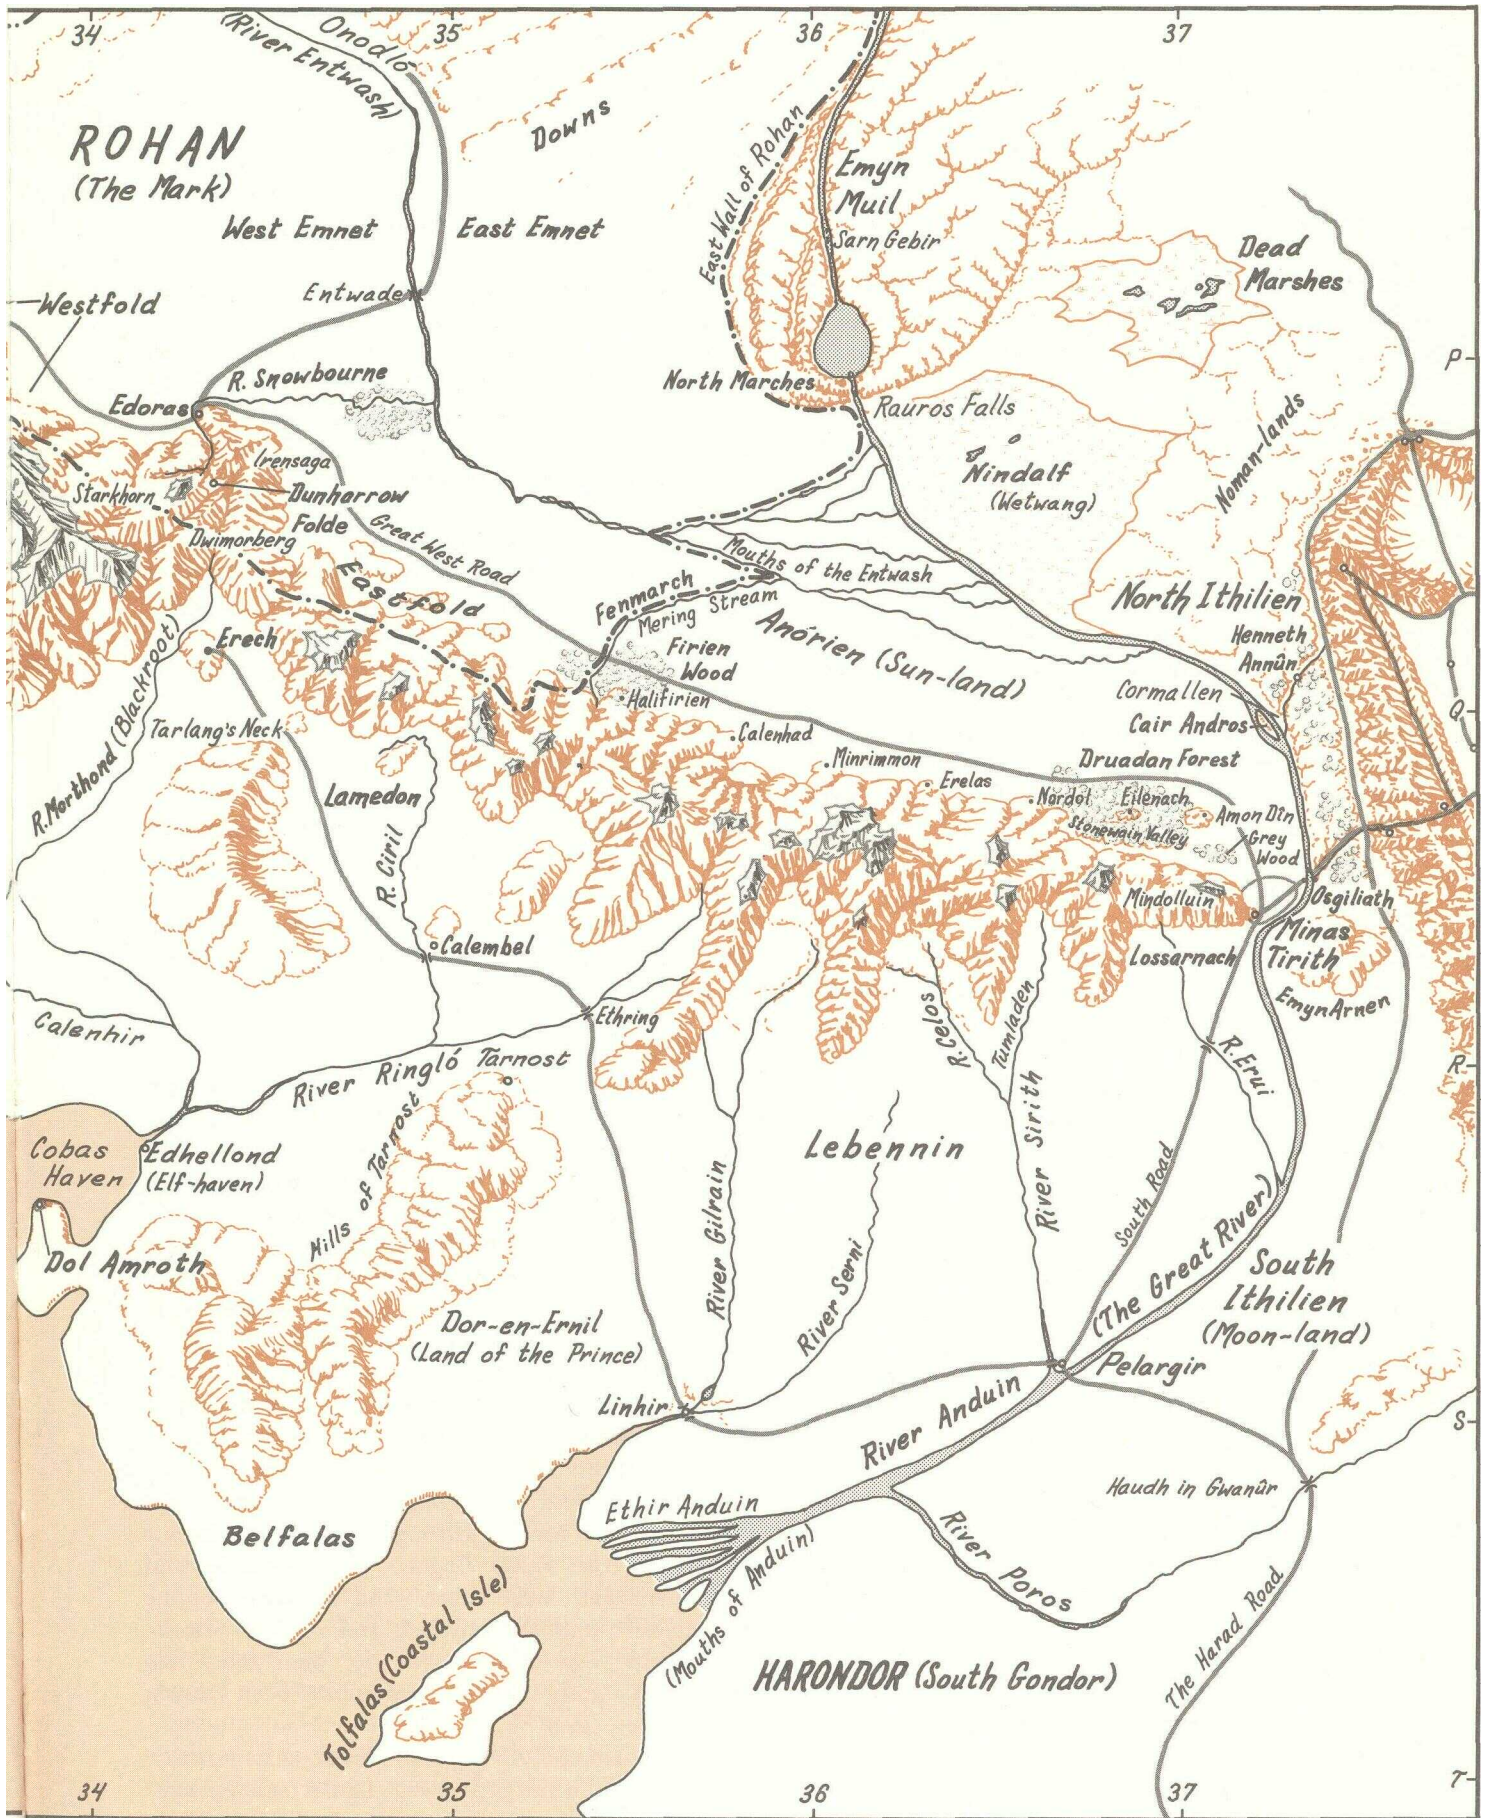 34
35
36
37
Onodló
(River Entwash)
ROHAN
(The Mark)
Downs
East Wall of Rohan
Emyn
Muil
Sarn Gebir
West Emnet
East Emnet
Dead
Marshes
Entwade
Westfold
P
R. Snowbourne
North Marches
Edoras
Rauros Falls
Noman-lands
Irensaga
Starkhorn
Dunharrow
Folde
Nindalf
(Wetwang)
Dwimorberg
Great West Road
Mouths of the Entwash
Eastfold
Fenmarch
Mering Stream
North Ithilien
Anórien (Sun-land)
Erech
Firien
Wood
Henneth
Annûn
Halifirien
Cormallen
Cair Andros
Q
R. Morthond (Blackroot)
Tarlang's Neck
Calenhad
Minrimmon
Druadan Forest
Erelas
Lamedon
Nardol
Eilenach
Amon Dîn
Stonewain Valley
Grey
Wood
R. Ciril
Mindolluin
Osgiliath
Minas
Tirith
Calembel
Lossarnach
Emyn Arnen
Calenhir
Ethring
R. Celos
Tumladen
R. Erui
R
River Ringló
Tarnost
Hills of Tarnost
Cobas
Haven
Edhellond
(Elf-haven)
Lebennin
River Sirith
River Gilrain
South Road
River Serni
Dol Amroth
(The Great River)
South
Ithilien
(Moon-land)
Dor-en-Ernil
(Land of the Prince)
Pelargir
Linhir
River Anduin
S
Haudh in Gwanûr
Ethir Anduin
(Mouths of Anduin)
River Poros
Belfalas
Tolfalas (Coastal Isle)
The Harad Road
HARONDOR (South Gondor)
T
34
35
36
37